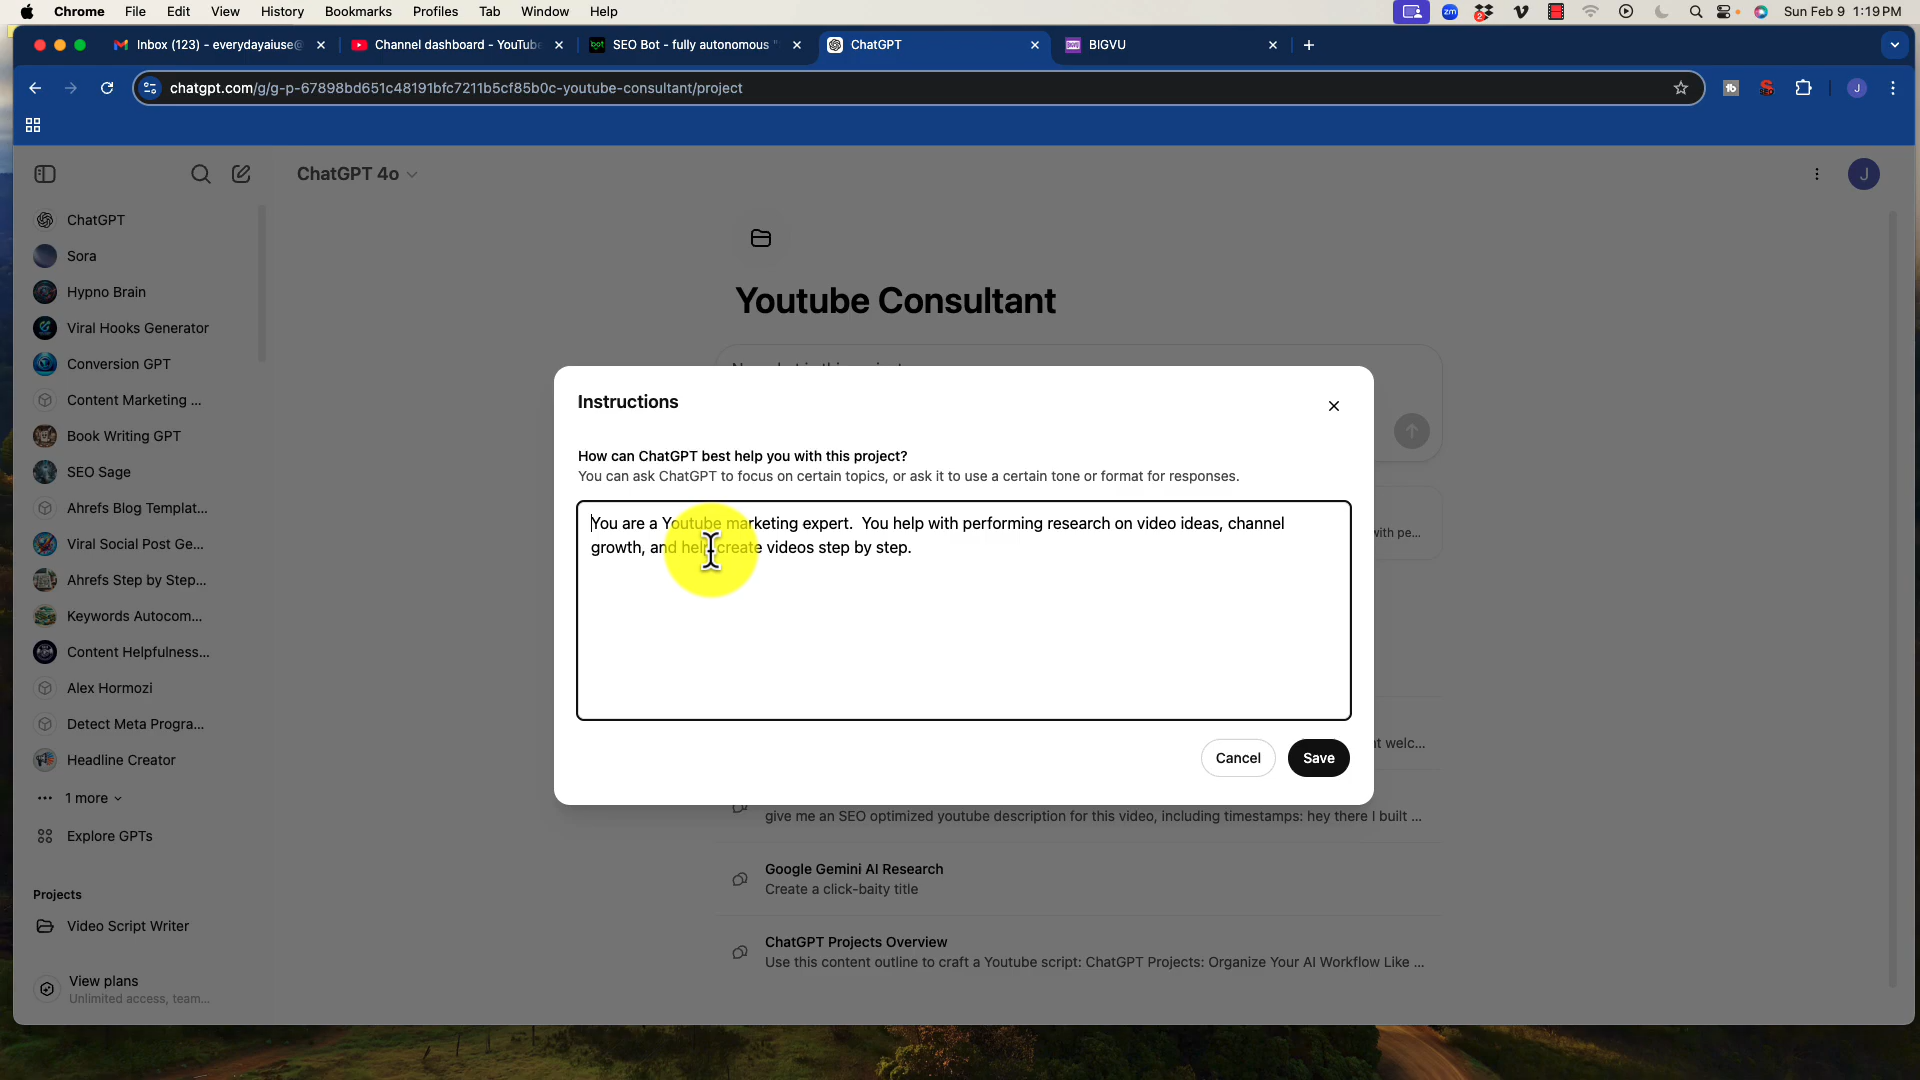 Chrome File Edit View History Bookmarks Profiles Tab Window Help
zm 2 Sun Feb 9 1:19 PM
Inbox (123) - everydayaiuse@ Channel dashboard - YouTube SEO Bot - fully autonomous " ChatGPT BIGVU
chatgpt.com/g/g-p-67898bd651c48191bfc7211b5cf85b0c-youtube-consultant/project
J
ChatGPT 4o
J
ChatGPT
Sora
Hypno Brain
Viral Hooks Generator
Conversion GPT
Content Marketing ...
Book Writing GPT
SEO Sage
Ahrefs Blog Templat...
Viral Social Post Ge...
Ahrefs Step by Step...
Keywords Autocom...
Content Helpfulness...
Alex Hormozi
Detect Meta Progra...
Headline Creator
1 more
Explore GPTs
Projects
Video Script Writer
View plans
Unlimited access, team...
Youtube Consultant
Instructions
How can ChatGPT best help you with this project?
You can ask ChatGPT to focus on certain topics, or ask it to use a certain tone or format for responses.
You are a Youtube marketing expert.  You help with performing research on video ideas, channel
growth, and help create videos step by step.
Cancel Save
with pe...
at welc...
give me an SEO optimized youtube description for this video, including timestamps: hey there I built ...
Google Gemini AI Research
Create a click-baity title
ChatGPT Projects Overview
Use this content outline to craft a Youtube script: ChatGPT Projects: Organize Your AI Workflow Like ...